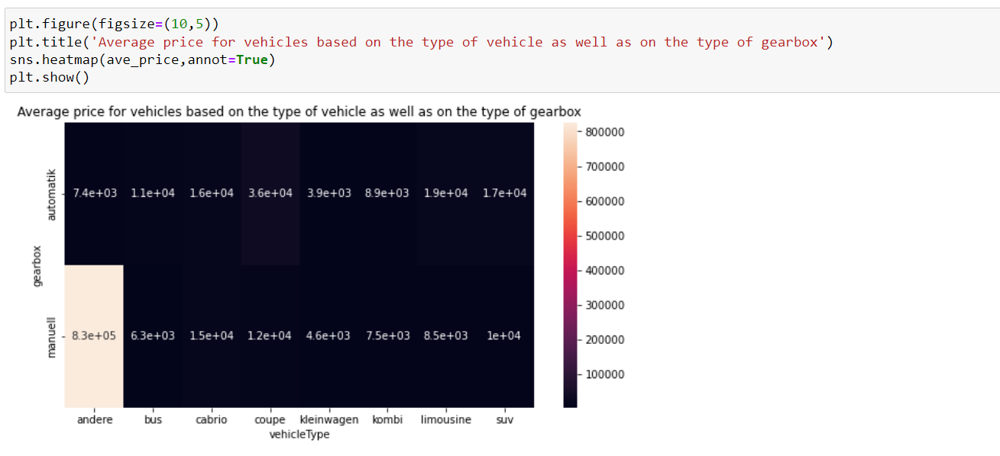 plt.figure(figsize=(10,5))
plt.title('Average price for vehicles based on the type of vehicle as well as on the type of gearbox')
sns.heatmap(ave_price,annot=True)
plt.show()
Average price for vehicles based on the type of vehicle as well as on the type of gearbox
gearbox
automatik
7.4e+03 1.1e+04 1.6e+04 3.6e+04 3.9e+03 8.9e+03 1.9e+04 1.7e+04
manuell
8.3e+05 6.3e+03 1.5e+04 1.2e+04 4.6e+03 7.5e+03 8.5e+03 1e+04
andere bus cabrio coupe kleinwagen kombi limousine suv
vehicleType
800000
700000
600000
500000
400000
300000
200000
100000